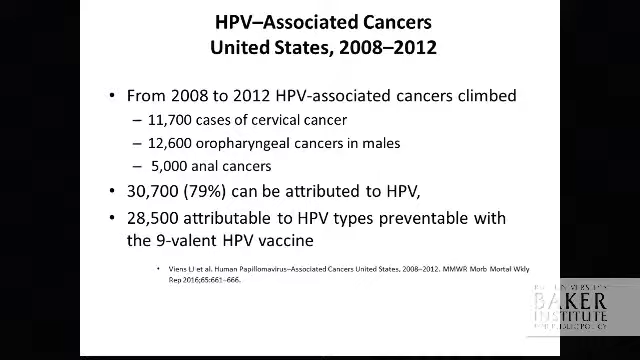 HPV–Associated Cancers
United States, 2008–2012
• From 2008 to 2012 HPV-associated cancers climbed
– 11,700 cases of cervical cancer
– 12,600 oropharyngeal cancers in males
– 5,000 anal cancers
• 30,700 (79%) can be attributed to HPV,
• 28,500 attributable to HPV types preventable with
the 9-valent HPV vaccine
• Viens LJ et al. Human Papillomavirus–Associated Cancers United States, 2008–2012. MMWR Morb Mortal Wkly
Rep 2016;65:661–666.
BAKER
INSTITUTE
FOR PUBLIC POLICY